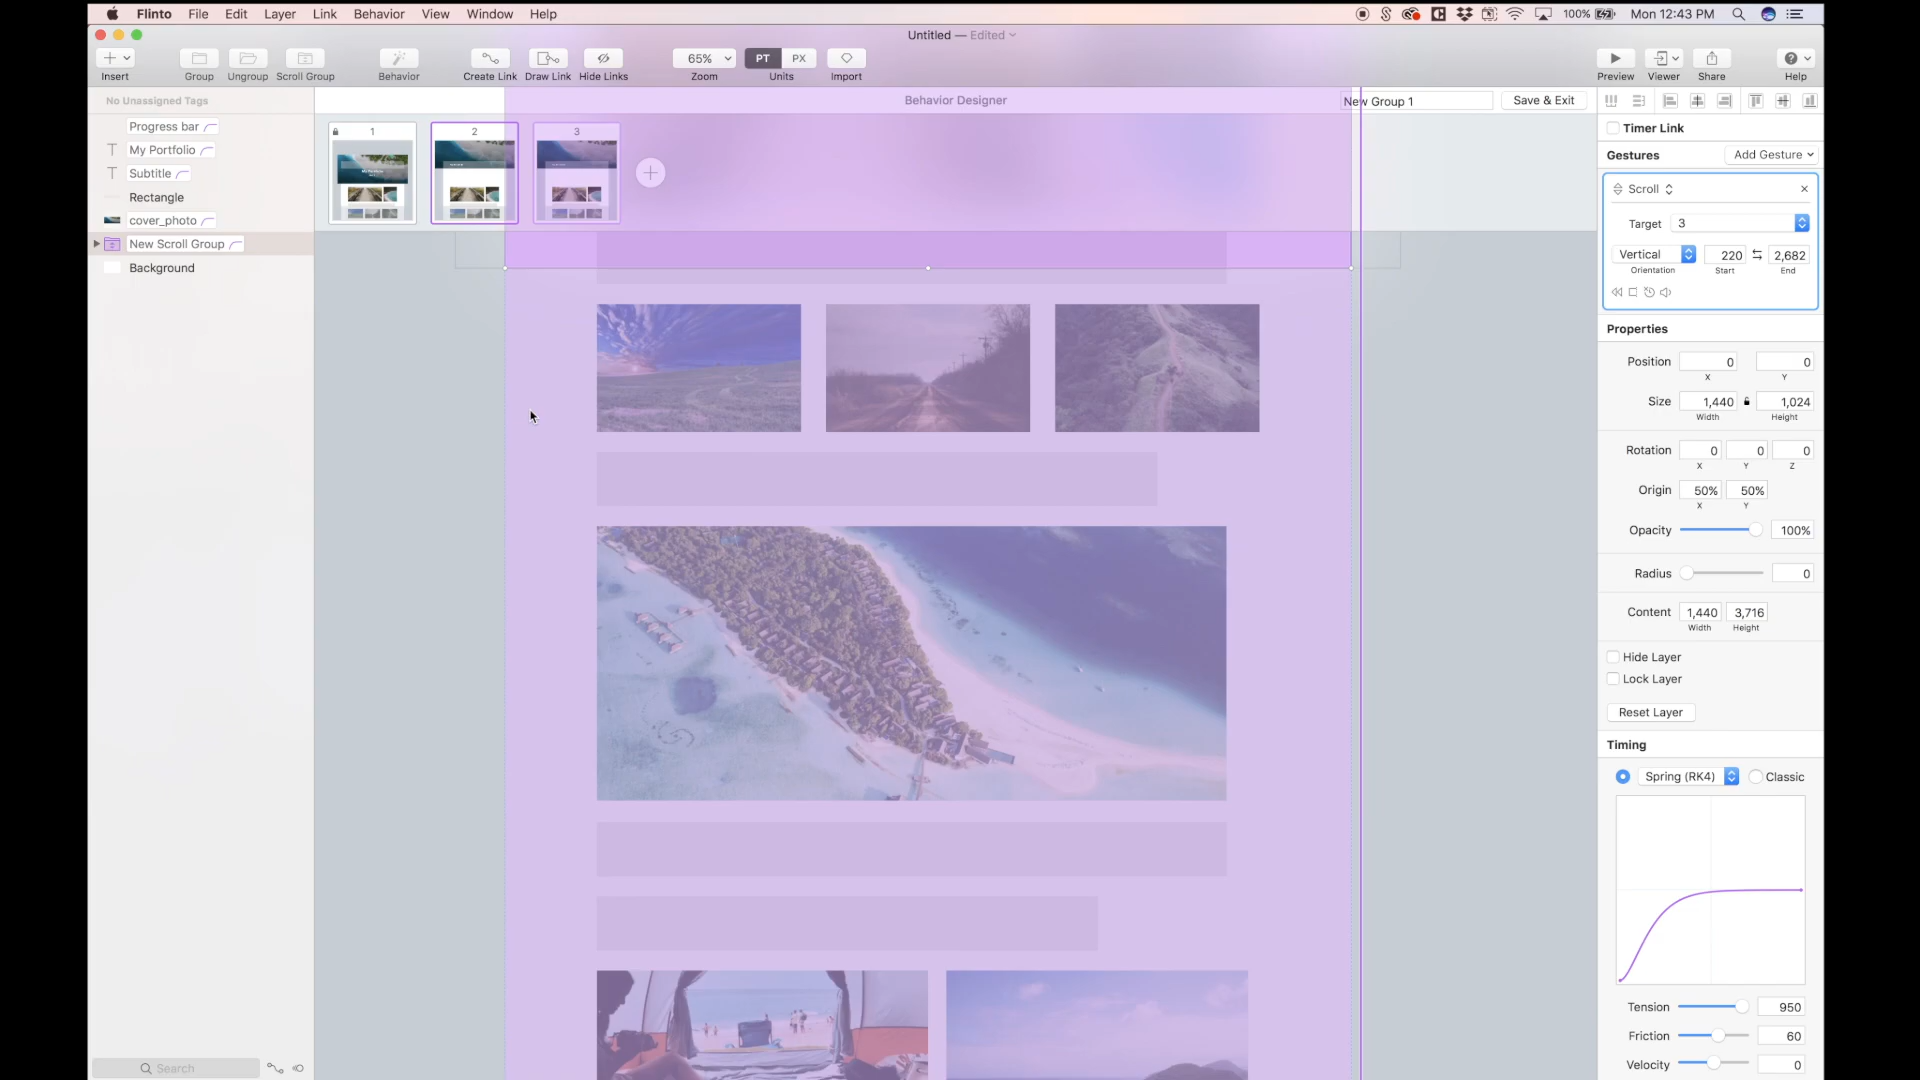 Flinto File Edit Layer Link Behavior View Window Help 100% Mon 12:43 PM
Untitled — Edited
Insert Group Ungroup Scroll Group Behavior Create Link Draw Link Hide Links 65% Zoom PT PX Units Import Preview Viewer Share Help
No Unassigned Tags
Behavior Designer
New Group 1
Save & Exit
Progress bar
My Portfolio
Subtitle
Rectangle
cover_photo
New Scroll Group
Background
1
2
3
Timer Link
Gestures Add Gesture
Scroll
Target 3
Vertical 220 2,682
Orientation Start End
Properties
Position 0 0
X Y
Size 1,440 1,024
Width Height
Rotation 0 0 0
X Y Z
Origin 50% 50%
X Y
Opacity 100%
Radius 0
Content 1,440 3,716
Width Height
Hide Layer
Lock Layer
Reset Layer
Timing
Spring (RK4) Classic
Tension 950
Friction 60
Velocity 0
Search